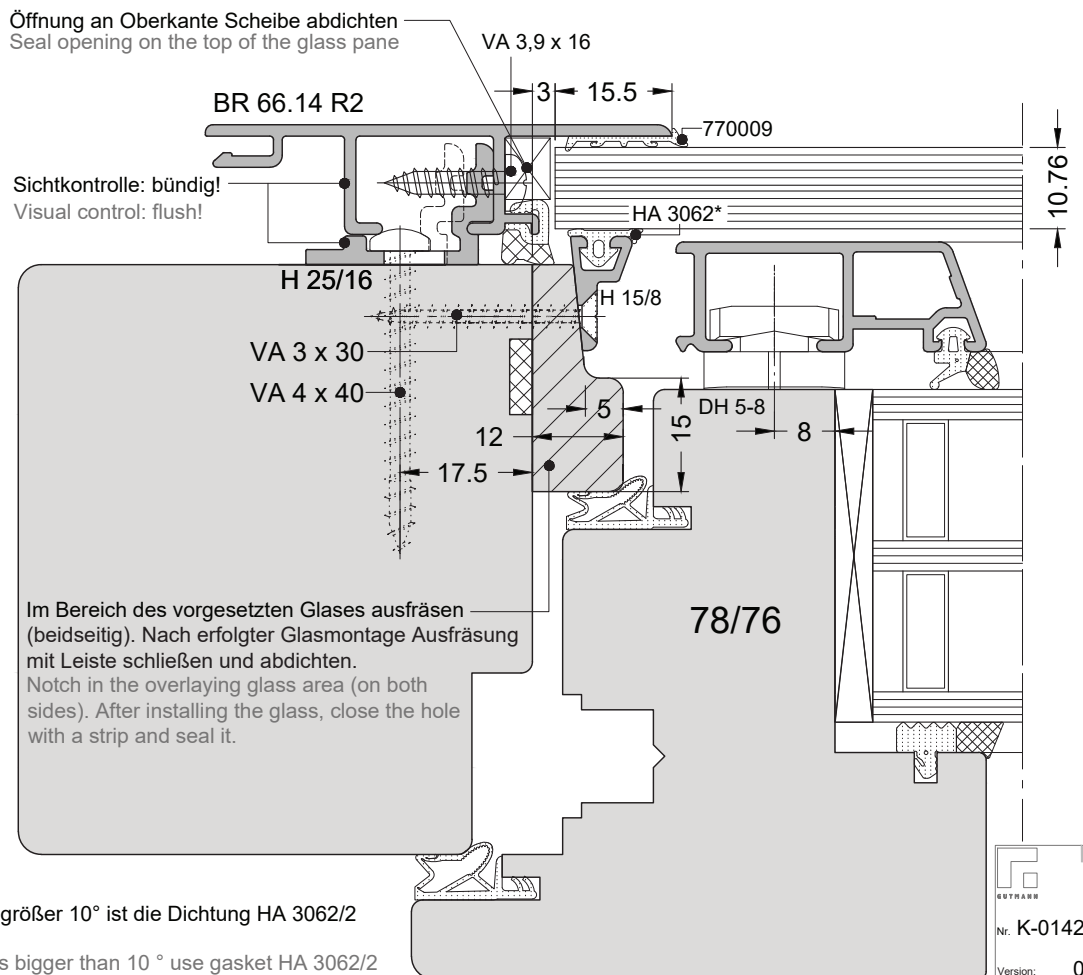 Öffnung an Oberkante Scheibe abdichten
Seal opening on the top of the glass pane
VA 3,9 x 16
BR 66.14 R2
3
15.5
770009
10.76
Sichtkontrolle: bündig!
Visual control: flush!
HA 3062*
H 25/16
H 15/8
VA 3 x 30
VA 4 x 40
5
DH 5-8
15
8
12
17.5
Im Bereich des vorgesetzten Glases ausfräsen
(beidseitig). Nach erfolgter Glasmontage Ausfräsung
mit Leiste schließen und abdichten.
Notch in the overlaying glass area (on both
sides). After installing the glass, close the hole
with a strip and seal it.
78/76
größer 10° ist die Dichtung HA 3062/2
s bigger than 10 ° use gasket HA 3062/2
GUTMANN
Nr. K-0142
Version: 0